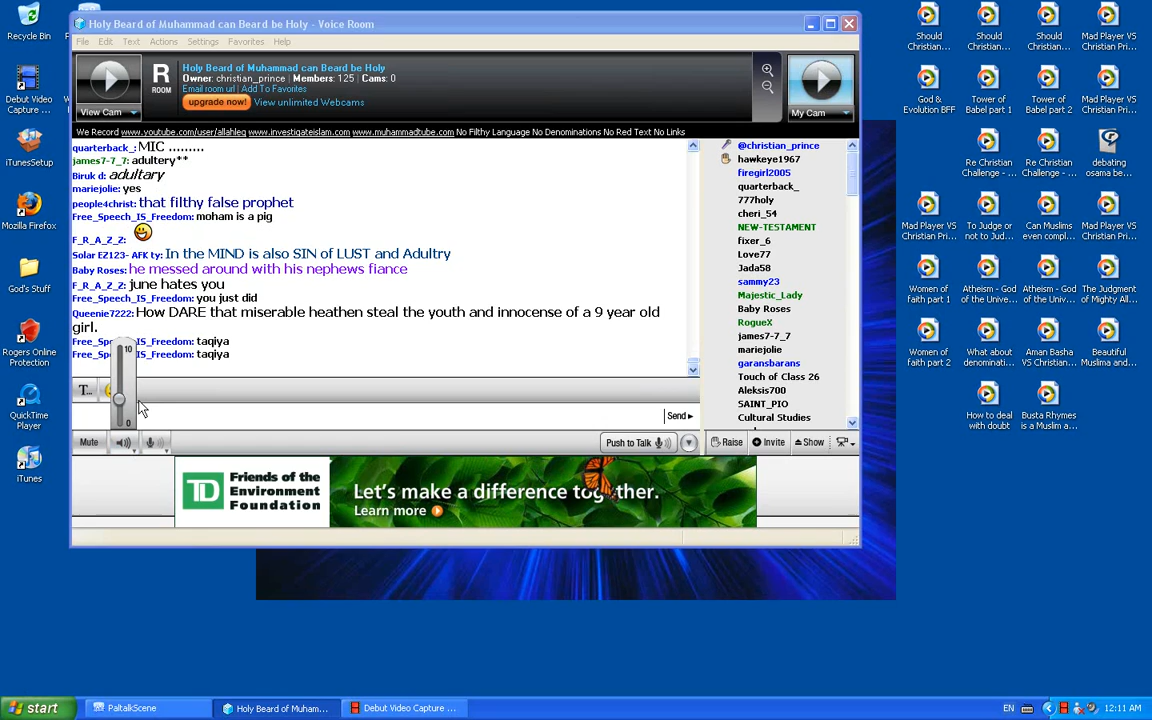 Holy Beard of Muhammad can Beard be Holy - Voice Room
File Edit Text Actions Settings Favorites Help
View Cam
R
ROOM
Holy Beard of Muhammad can Beard be Holy
Owner: christian_prince | Members: 125 | Cams: 0
Email room url | Add To Favorites
upgrade now! View unlimited Webcams
My Cam
We Record www.youtube.com/user/allahleg www.investigateislam.com www.muhammadtube.com No Filthy Language No Denominations No Red Text No Links
quarterback_: MIC .........
james7-7_7: adultery**
Biruk d: adultary
mariejolie: yes
people4christ: that filthy false prophet
Free_Speech_IS_Freedom: moham is a pig
F_R_A_Z_Z:
Solar EZ123- AFK ty: In the MIND is also SIN of LUST and Adultry
Baby Roses: he messed around with his nephews fiance
F_R_A_Z_Z: june hates you
Free_Speech_IS_Freedom: you just did
Queenie7222: How DARE that miserable heathen steal the youth and innocense of a 9 year old
girl.
Free_Speech_IS_Freedom: taqiya
Free_Speech_IS_Freedom: taqiya
@christian_prince
hawkeye1967
firegirl2005
quarterback_
777holy
cheri_54
NEW-TESTAMENT
fixer_6
Love77
Jada58
sammy23
Majestic_Lady
Baby Roses
RogueX
james7-7_7
mariejolie
garansbarans
Touch of Class 26
Aleksis700
SAINT_PIO
Cultural Studies
10
0
T...
Send
Mute
Push to Talk
Raise Invite Show
TD
Friends of the
Environment
Foundation
Let's make a difference together.
Learn more
Recycle Bin
Debut Video
Capture ...
iTunesSetup
Mozilla Firefox
God's Stuff
Rogers Online
Protection
QuickTime
Player
iTunes
Should
Christian...
Should
Christian...
Should
Christian...
Mad Player VS
Christian Pri...
God &
Evolution BFF
Tower of
Babel part 1
Tower of
Babel part 2
Mad Player VS
Christian Pri...
Re Christian
Challenge - ...
Re Christian
Challenge - ...
debating
osama be...
Mad Player VS
Christian Pri...
To Judge or
not to Jud...
Can Muslims
even compl...
Mad Player VS
Christian Pri...
Women of
faith part 1
Atheism - God
of the Unive...
Atheism - God
of the Unive...
The Judgment
of Mighty Al...
Women of
faith part 2
What about
denominati...
Aman Basha
VS Christian...
Beautiful
Muslima and...
How to deal
with doubt
Busta Rhymes
is a Muslim a...
start
PaltalkScene
Holy Beard of Muham...
Debut Video Capture ...
EN
12:11 AM